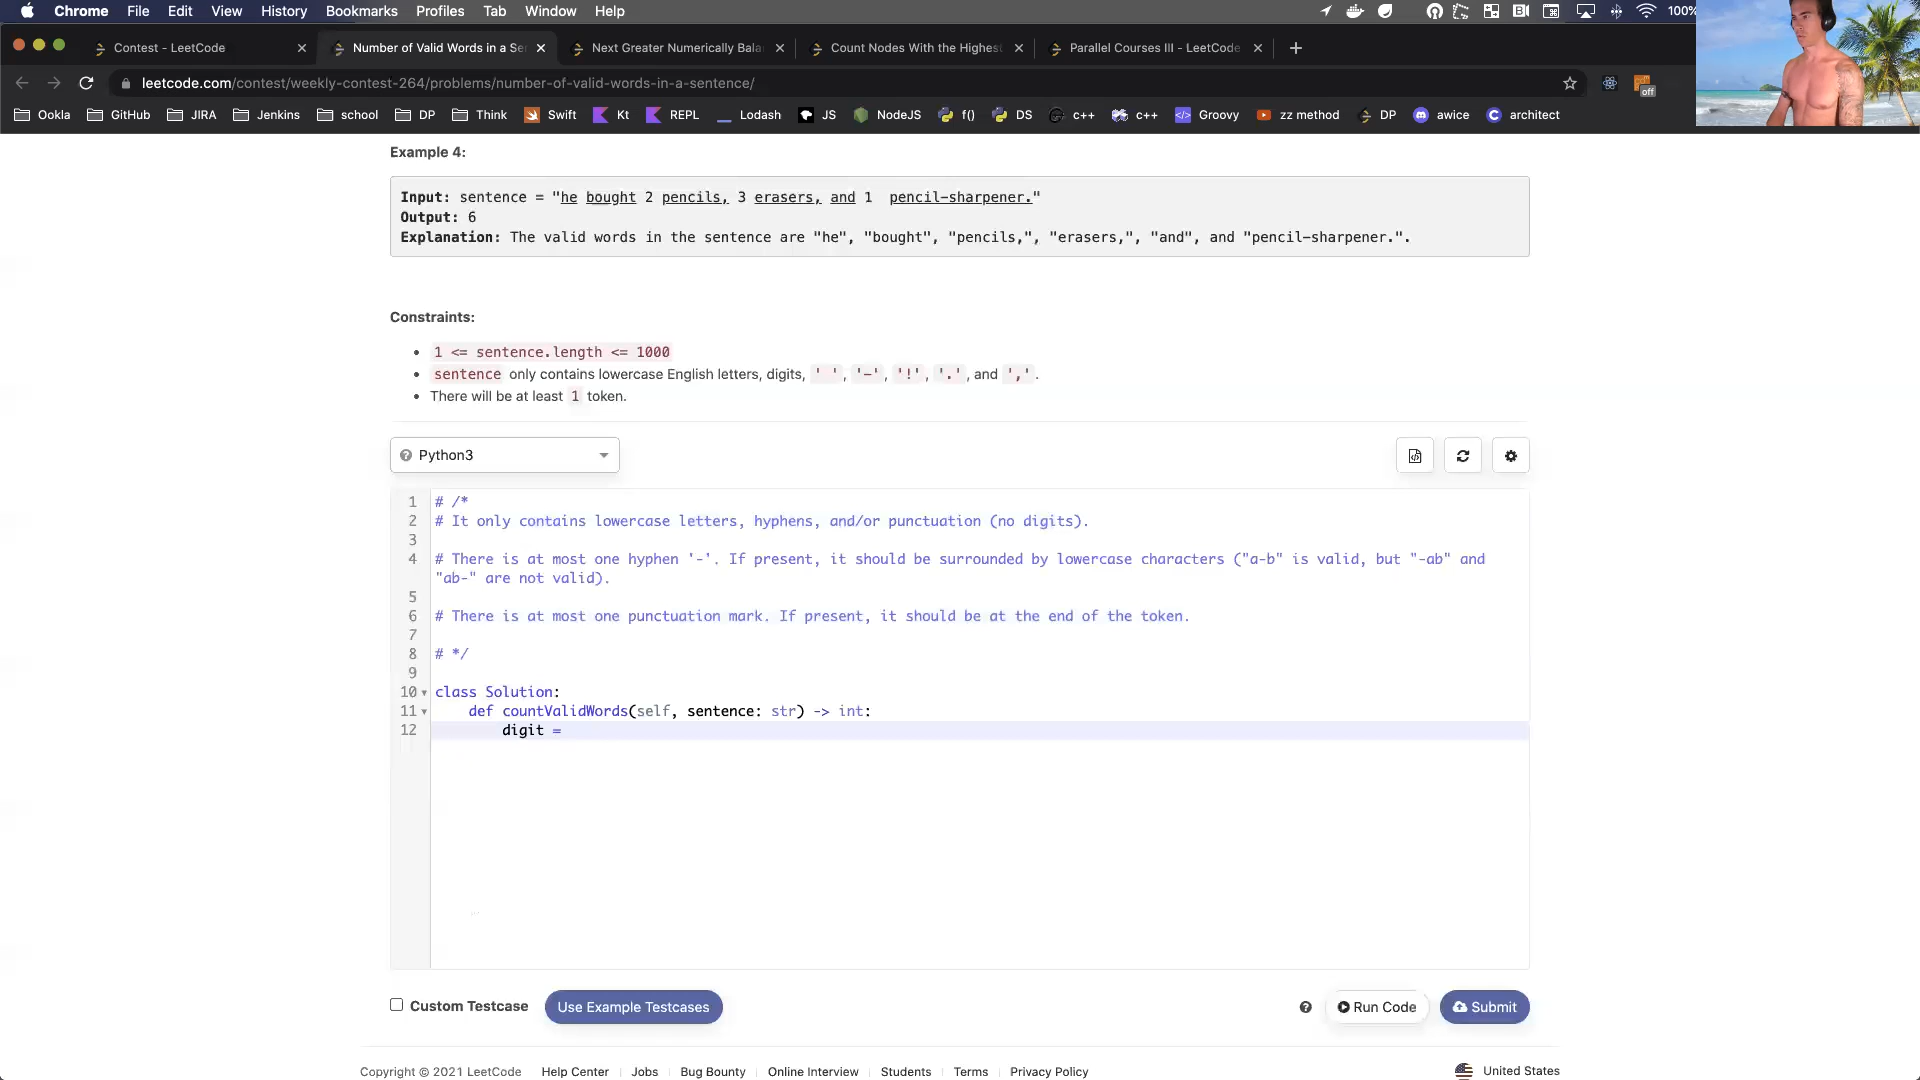 Chrome File Edit View History Bookmarks Profiles Tab Window Help 100%
Contest - LeetCode
Number of Valid Words in a Se
Next Greater Numerically Bala
Count Nodes With the Highest
Parallel Courses III - LeetCode
leetcode.com/contest/weekly-contest-264/problems/number-of-valid-words-in-a-sentence/
off
Ookla GitHub JIRA Jenkins school DP Think Swift Kt REPL Lodash JS NodeJS f() DS c++ c++ Groovy zz method DP awice architect
Example 4:
Input: sentence = "he bought 2 pencils, 3 erasers, and 1  pencil-sharpener."
Output: 6
Explanation: The valid words in the sentence are "he", "bought", "pencils,", "erasers,", "and", and "pencil-sharpener.".
Constraints:
1 <= sentence.length <= 1000
sentence only contains lowercase English letters, digits, ' ', '-', '!', '.', and ','.
There will be at least 1 token.
Python3
1 # /*
2 # It only contains lowercase letters, hyphens, and/or punctuation (no digits).
3
4 # There is at most one hyphen '-'. If present, it should be surrounded by lowercase characters ("a-b" is valid, but "-ab" and
"ab-" are not valid).
5
6 # There is at most one punctuation mark. If present, it should be at the end of the token.
7
8 # */
9
10 class Solution:
11     def countValidWords(self, sentence: str) -> int:
12         digit =
Custom Testcase Use Example Testcases Run Code Submit
Copyright © 2021 LeetCode Help Center Jobs Bug Bounty Online Interview Students Terms Privacy Policy United States